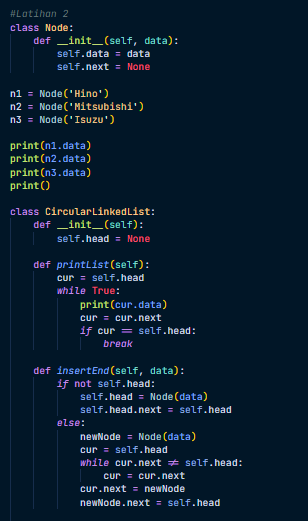 #Latihan 2
class Node:
    def __init__(self, data):
        self.data = data
        self.next = None

n1 = Node('Hino')
n2 = Node('Mitsubishi')
n3 = Node('Isuzu')

print(n1.data)
print(n2.data)
print(n3.data)
print()

class CircularLinkedList:
    def __init__(self):
        self.head = None

    def printList(self):
        cur = self.head
        while True:
            print(cur.data)
            cur = cur.next
            if cur == self.head:
                break

    def insertEnd(self, data):
        if not self.head:
            self.head = Node(data)
            self.head.next = self.head
        else:
            newNode = Node(data)
            cur = self.head
            while cur.next ≠ self.head:
                cur = cur.next
            cur.next = newNode
            newNode.next = self.head